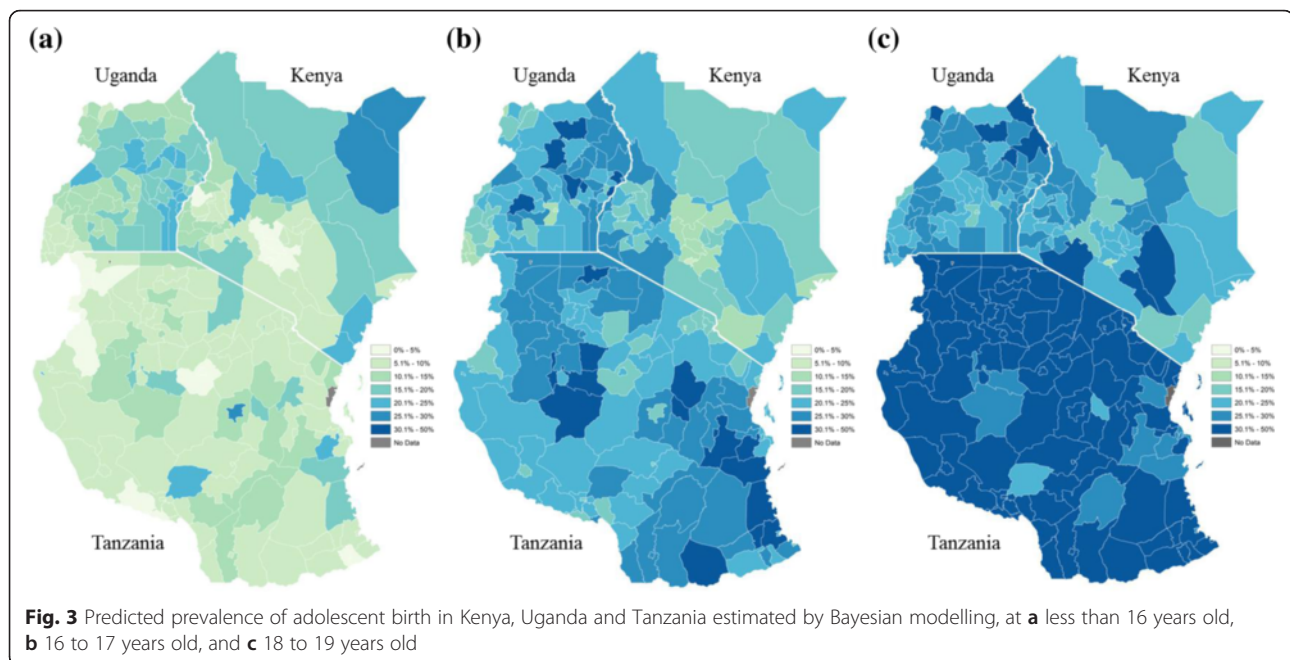 (a)
Uganda
Kenya
0% - 5%
5.1% - 10%
10.1% - 15%
15.1% - 20%
20.1% - 25%
25.1% - 30%
30.1% - 50%
No Data
Tanzania
(b)
Uganda
Kenya
0% - 5%
5.1% - 10%
10.1% - 15%
15.1% - 20%
20.1% - 25%
25.1% - 30%
30.1% - 50%
No Data
Tanzania
(c)
Uganda
Kenya
0% - 5%
5.1% - 10%
10.1% - 15%
15.1% - 20%
20.1% - 25%
25.1% - 30%
30.1% - 50%
No Data
Tanzania
Fig. 3 Predicted prevalence of adolescent birth in Kenya, Uganda and Tanzania estimated by Bayesian modelling, at a less than 16 years old,
b 16 to 17 years old, and c 18 to 19 years old